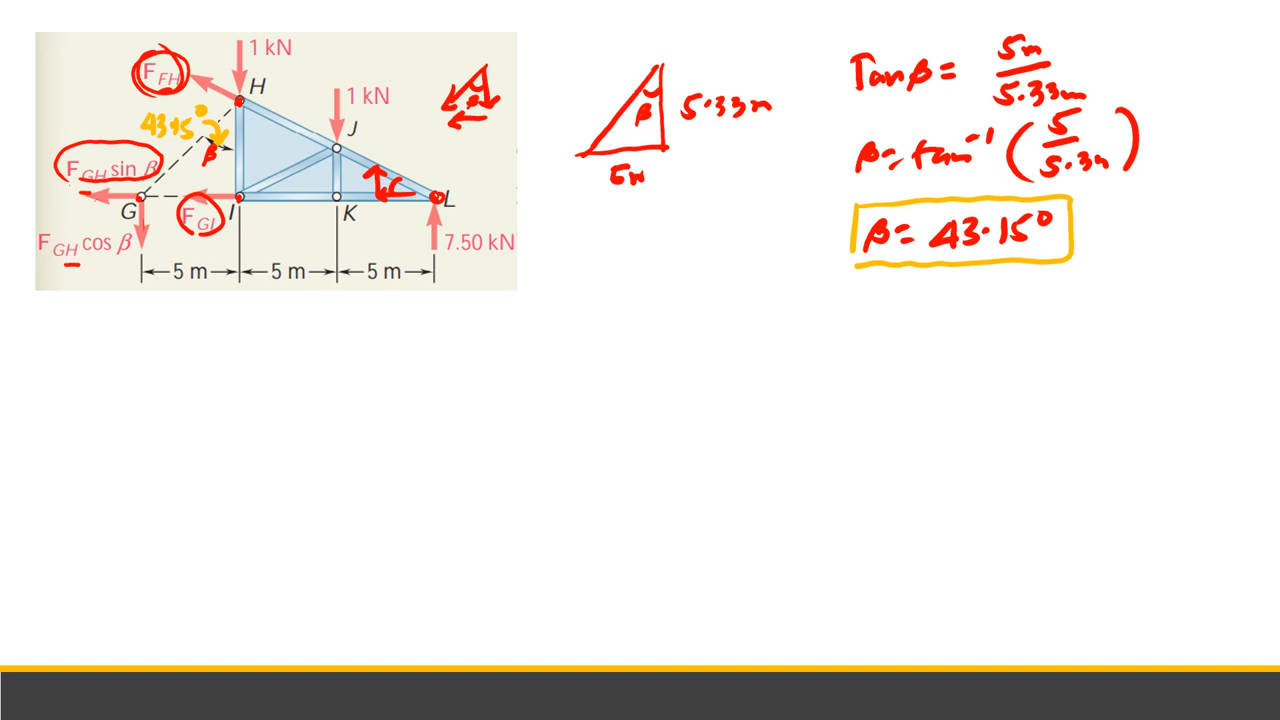 1 kN
F_FH
H
1 kN
43.15°
J
β
β
F_GH sin β
G
F_GI
I
K
L
F_GH cos β
7.50 kN
5 m
5 m
5 m
β
5.33m
5m
Tan β = 5m / 5.33m
β = tan⁻¹ ( 5 / 5.33 )
β = 43.15°